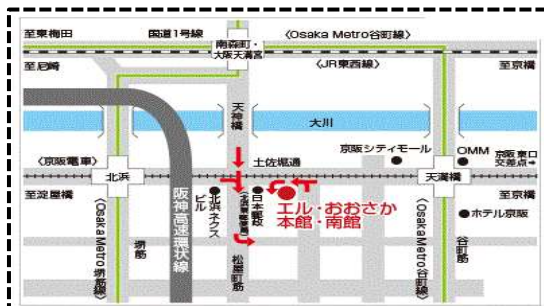 至東梅田
国道1号線
南森町・
大阪天満宮
〈Osaka Metro谷町線〉
至尼崎
〈JR東西線〉
至京橋
天神橋
大川
京阪シティモール
OMM
京阪東口
交差点→
〈京阪電車〉
北浜
土佐堀通
天満橋
至淀屋橋
至京橋
阪神高速環状線
北浜ネクス
ビル
日本郵政
エル・おおさか
本館・南館
ホテル京阪
〈Osaka Metro堺筋線〉
堺筋
松屋町筋
〈Osaka Metro谷町線〉
谷町筋